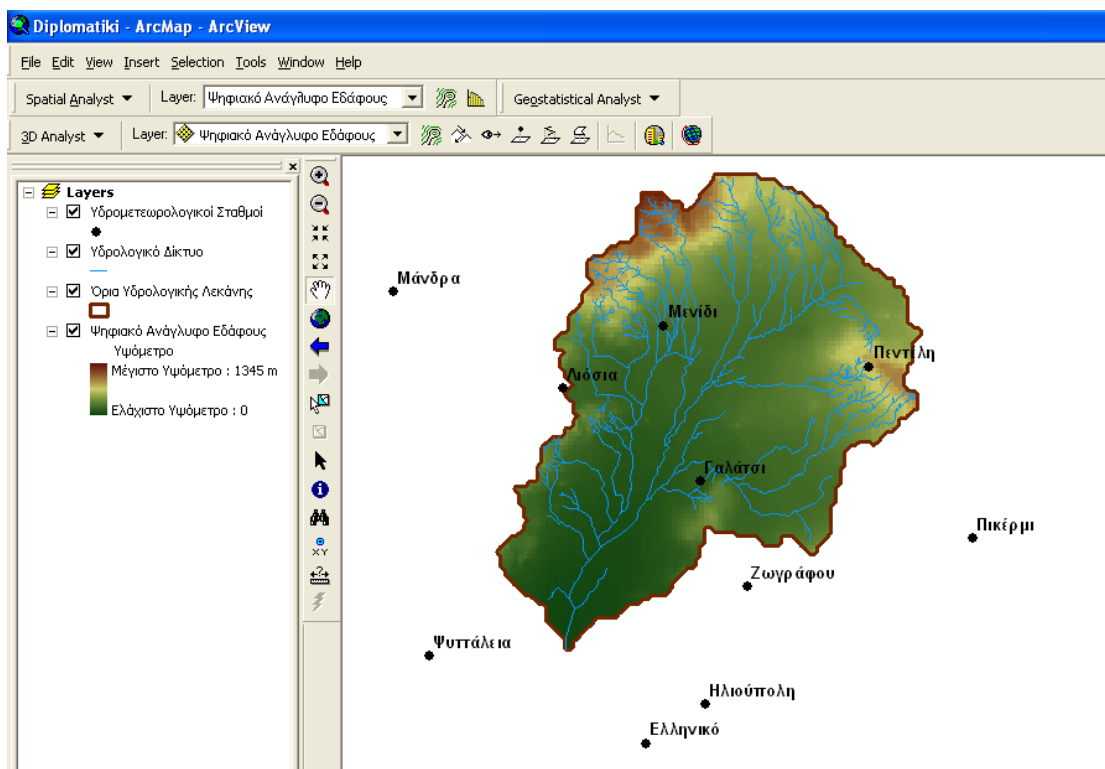 Diplomatiki - ArcMap - ArcView
File Edit View Insert Selection Tools Window Help
Spatial Analyst Layer: Ψηφιακό Ανάγλυφο Εδάφους Geostatistical Analyst
3D Analyst Layer: Ψηφιακό Ανάγλυφο Εδάφους
Layers
Υδρομετεωρολογικοί Σταθμοί
Υδρολογικό Δίκτυο
Όρια Υδρολογικής Λεκάνης
Ψηφιακό Ανάγλυφο Εδάφους
Υψόμετρο
Μέγιστο Υψόμετρο : 1345 m
Ελάχιστο Υψόμετρο : 0
XY
Μάνδρα
Μενίδι
Πεντέλη
Λιόσια
Γαλάτσι
Πικέρμι
Ζωγράφου
Ψυττάλεια
Ηλιούπολη
Ελληνικό